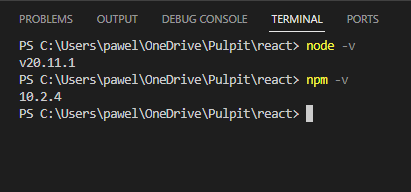 PROBLEMS OUTPUT DEBUG CONSOLE TERMINAL PORTS
PS C:\Users\pawel\OneDrive\Pulpit\react> node -v
v20.11.1
PS C:\Users\pawel\OneDrive\Pulpit\react> npm -v
10.2.4
PS C:\Users\pawel\OneDrive\Pulpit\react>